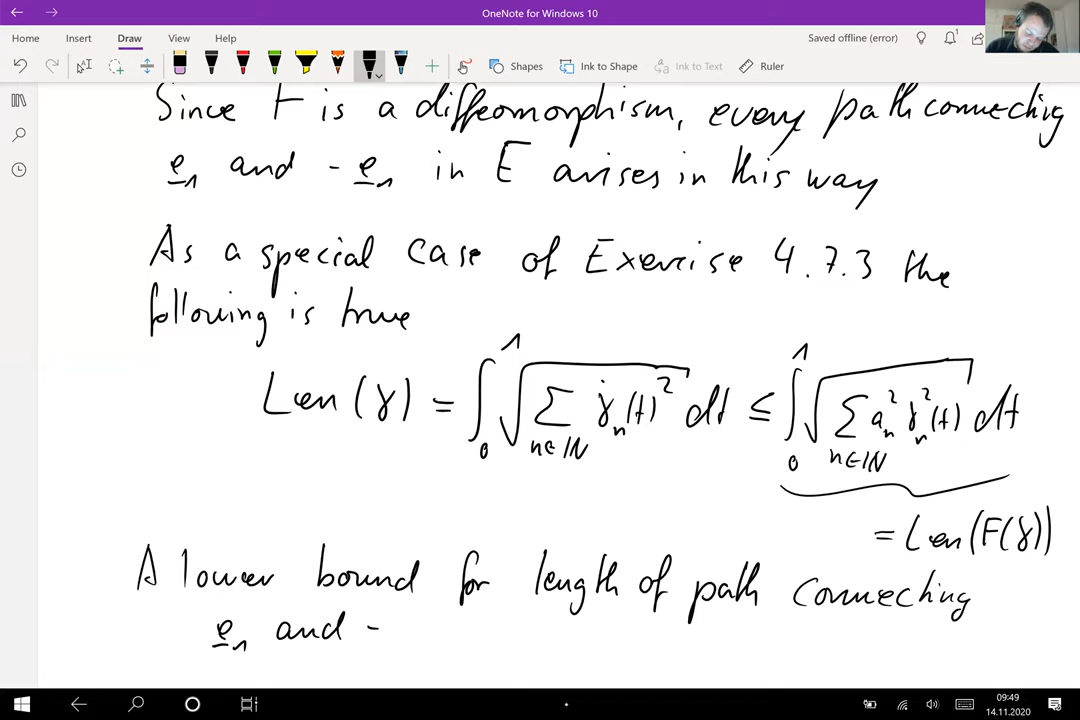 OneNote for Windows 10
Home Insert Draw View Help Saved offline (error)
Shapes Ink to Shape Ink to Text Ruler
Since F is a diffeomorphism, every path connecting
e₁ and - e₁ in E arises in this way
As a special case of Exercise 4.7.3 the
following is true
Len(γ) = ∫₀¹ √(∑_{n∈ℕ} γ̇ₙ(t)²) dt ≤ ∫₀¹ √(∑_{n∈ℕ} aₙ² γ̇ₙ²(t)) dt
= Len(F(γ))
A lower bound for length of path connecting
e₁ and -
09:49
14.11.2020